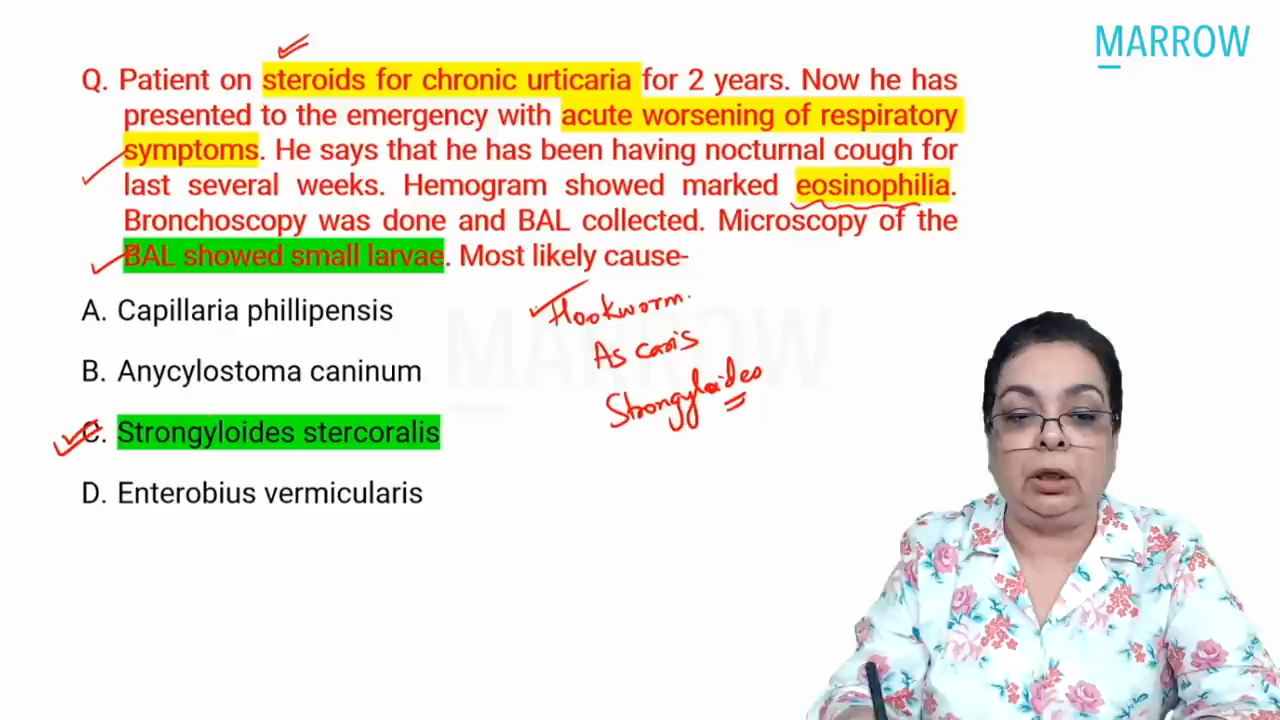 MARROW
Q. Patient on steroids for chronic urticaria for 2 years. Now he has
presented to the emergency with acute worsening of respiratory
symptoms. He says that he has been having nocturnal cough for
last several weeks. Hemogram showed marked eosinophilia.
Bronchoscopy was done and BAL collected. Microscopy of the
BAL showed small larvae. Most likely cause-
A. Capillaria phillipensis
B. Anycylostoma caninum
C. Strongyloides stercoralis
D. Enterobius vermicularis
Hookworm.
Ascaris
Strongyloides
MARROW